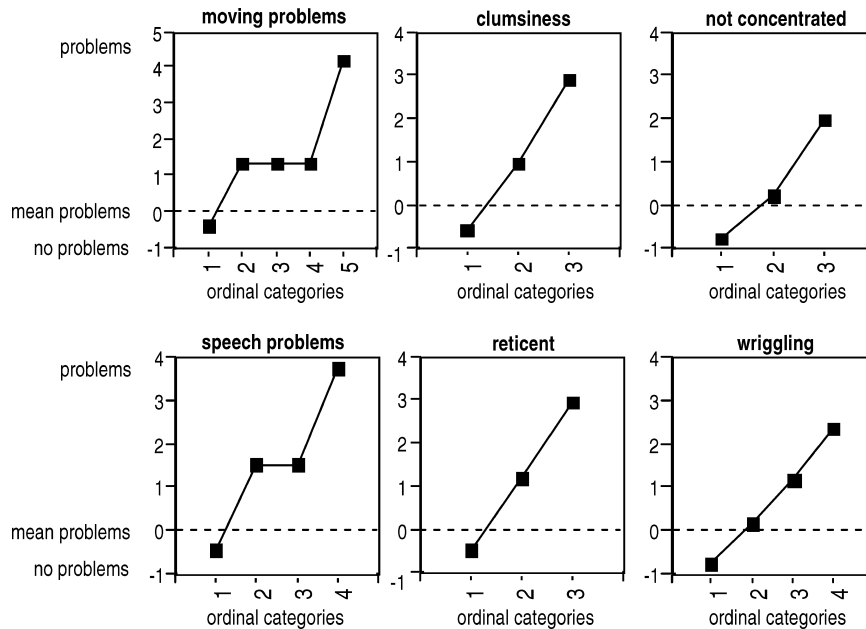 moving problems clumsiness not concentrated
problems
5
4
3
2
1
0
-1
4
3
2
1
0
-1
4
3
2
1
0
-1
mean problems
no problems
1 2 3 4 5
1 2 3
1 2 3
ordinal categories ordinal categories ordinal categories
speech problems reticent wriggling
problems
4
3
2
1
0
-1
4
3
2
1
0
-1
4
3
2
1
0
-1
mean problems
no problems
1 2 3 4
1 2 3
1 2 3 4
ordinal categories ordinal categories ordinal categories